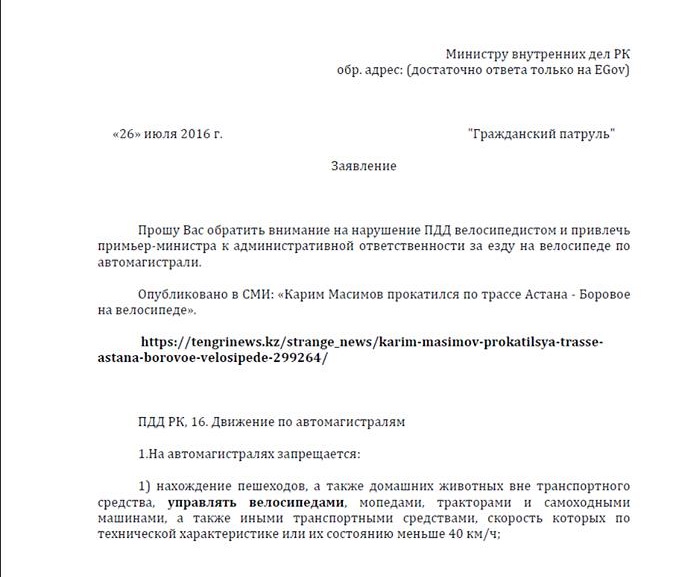 Министру внутренних дел РК
обр. адрес: (достаточно ответа только на EGov)
«26» июля 2016 г. "Гражданский патруль"
Заявление
Прошу Вас обратить внимание на нарушение ПДД велосипедистом и привлечь
примьер-министра к административной ответственности за езду на велосипеде по
автомагистрали.
Опубликовано в СМИ: «Карим Масимов прокатился по трассе Астана - Боровое
на велосипеде».
https://tengrinews.kz/strange_news/karim-masimov-prokatilsya-trasse-
astana-borovoe-velosipede-299264/
ПДД РК, 16. Движение по автомагистралям
1.На автомагистралях запрещается:
1) нахождение пешеходов, а также домашних животных вне транспортного
средства, управлять велосипедами, мопедами, тракторами и самоходными
машинами, а также иными транспортными средствами, скорость которых по
технической характеристике или их состоянию меньше 40 км/ч;